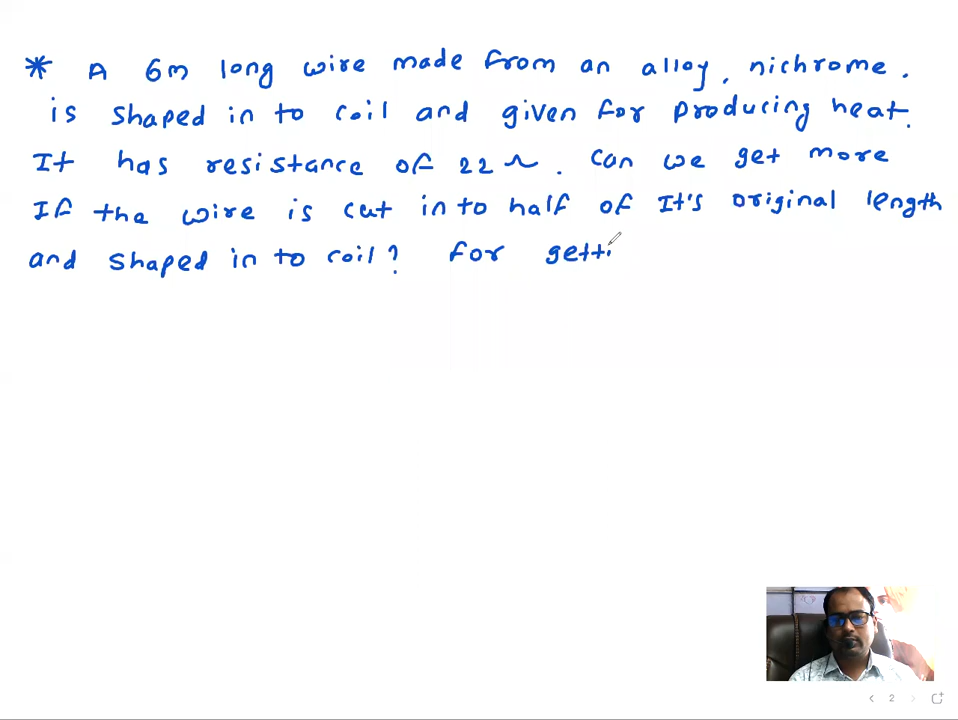 * A 6m long wire made from an alloy, nichrome.
is shaped in to coil and given for producing heat.
It has resistance of 22 Ω. Can we get more
If the wire is cut in to half of It's original length
and shaped in to coil? For getti
2